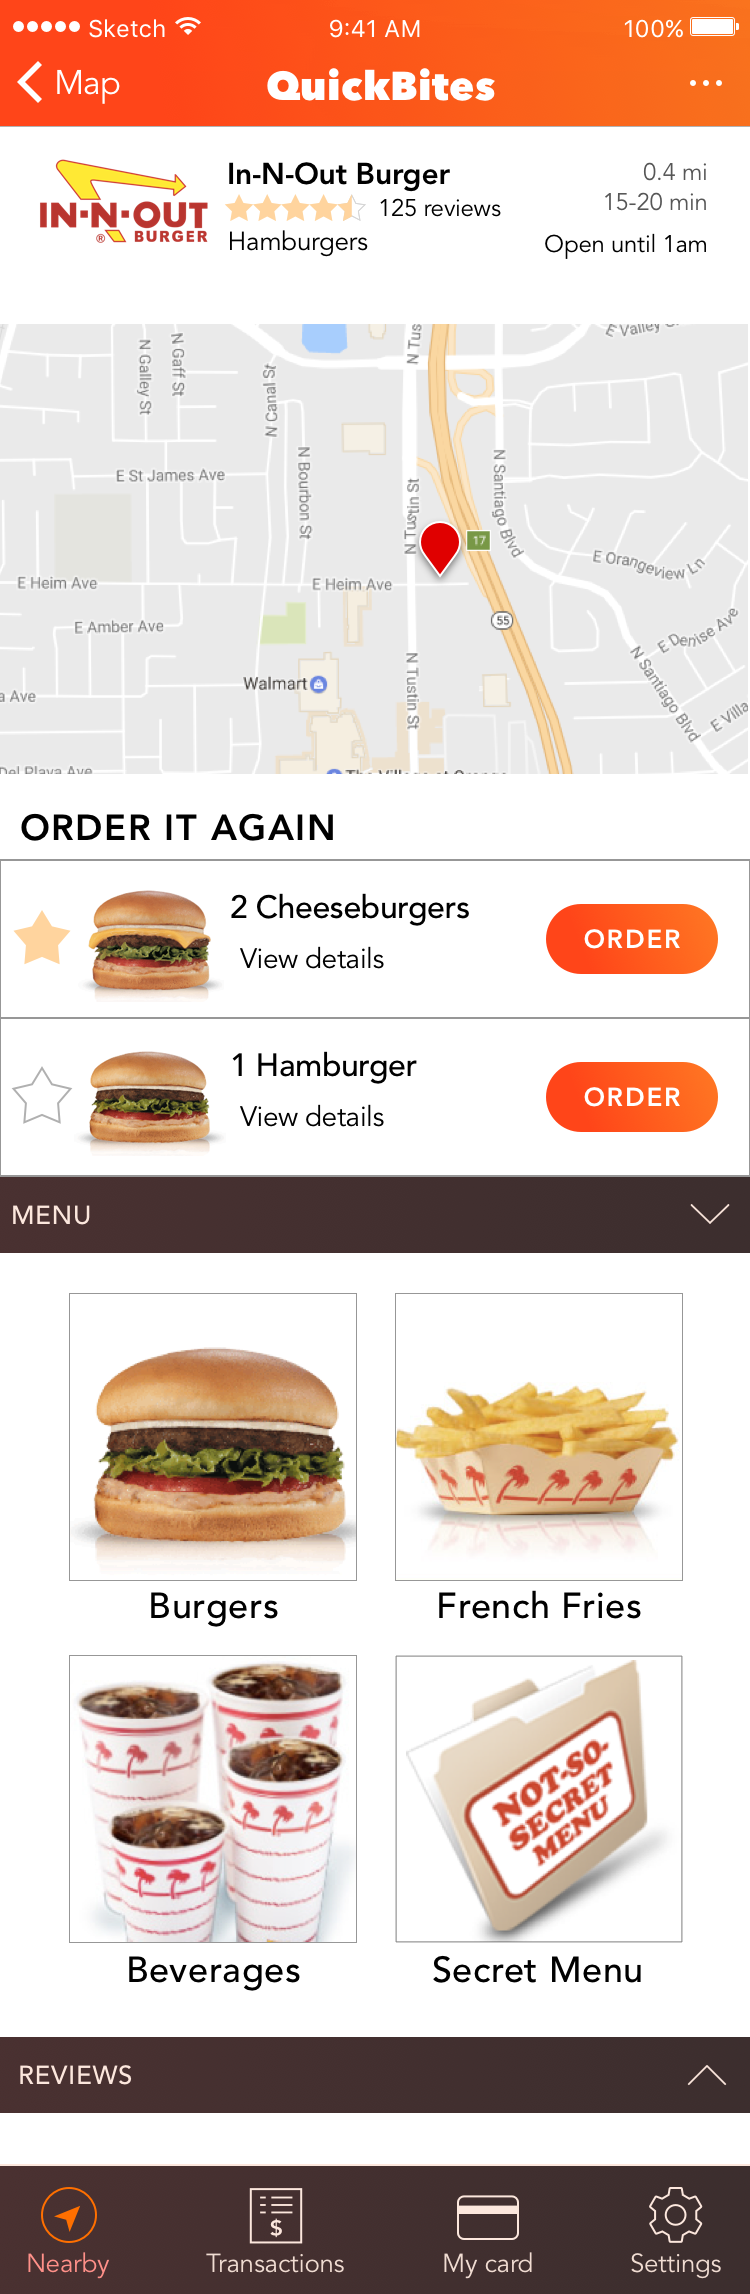 Sketch 9:41 AM 100%
Map QuickBites
IN-N-OUT
® BURGER
In-N-Out Burger
125 reviews
Hamburgers
0.4 mi
15-20 min
Open until 1am
N Galley St
N Gaff St
N Canal St
N Bourbon St
N Tus
E Valley
E St James Ave
N Tustin St
N Santiago Blvd
17
E Orangeview Ln
E Heim Ave
E Heim Ave
55
E Amber Ave
E Denise Ave
Walmart
N Tustin St
N Santiago Blvd
E Villa
a Ave
Del Playa Ave
The Village at Orange
ORDER IT AGAIN
2 Cheeseburgers
View details
ORDER
1 Hamburger
View details
ORDER
MENU
Burgers
French Fries
NOT-SO-
SECRET
MENU
Beverages
Secret Menu
REVIEWS
$
Nearby Transactions My card Settings